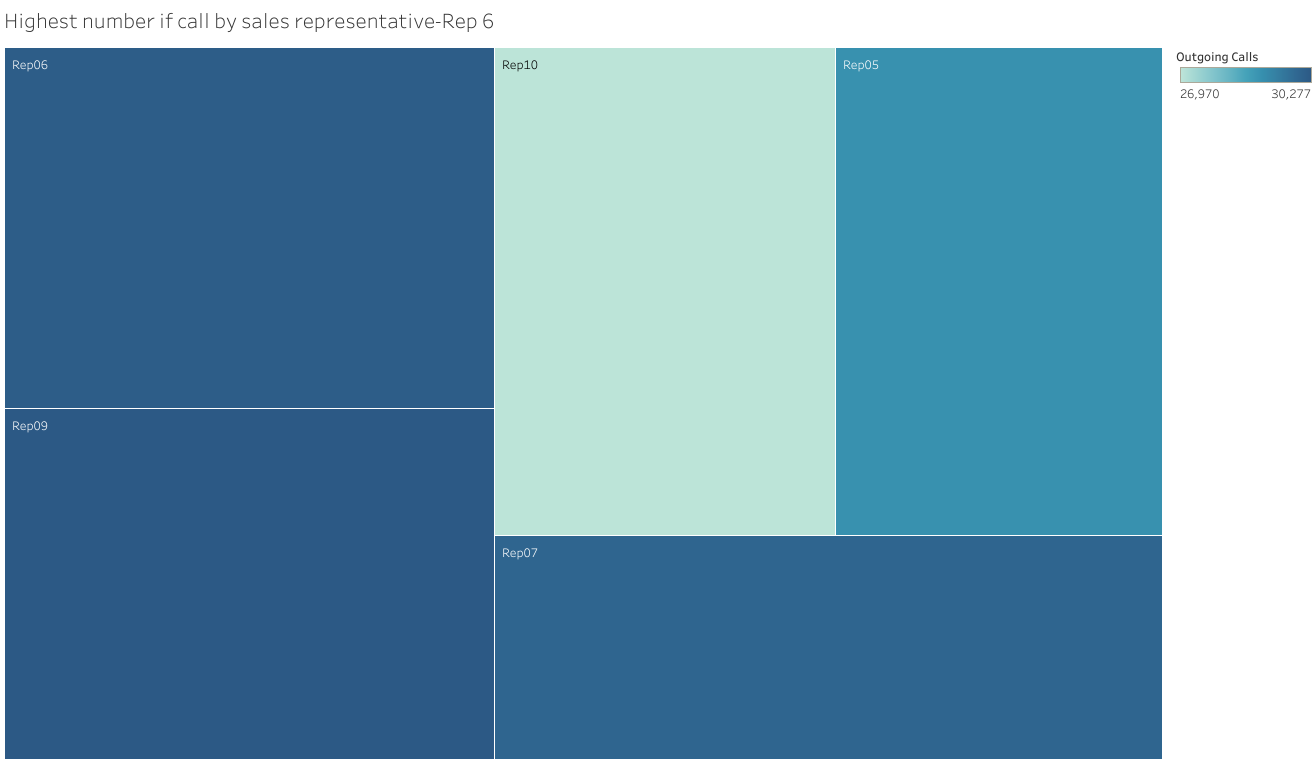 Highest number if call by sales representative-Rep 6
Rep06
Rep10
Rep05
Outgoing Calls
26,970 30,277
Rep09
Rep07